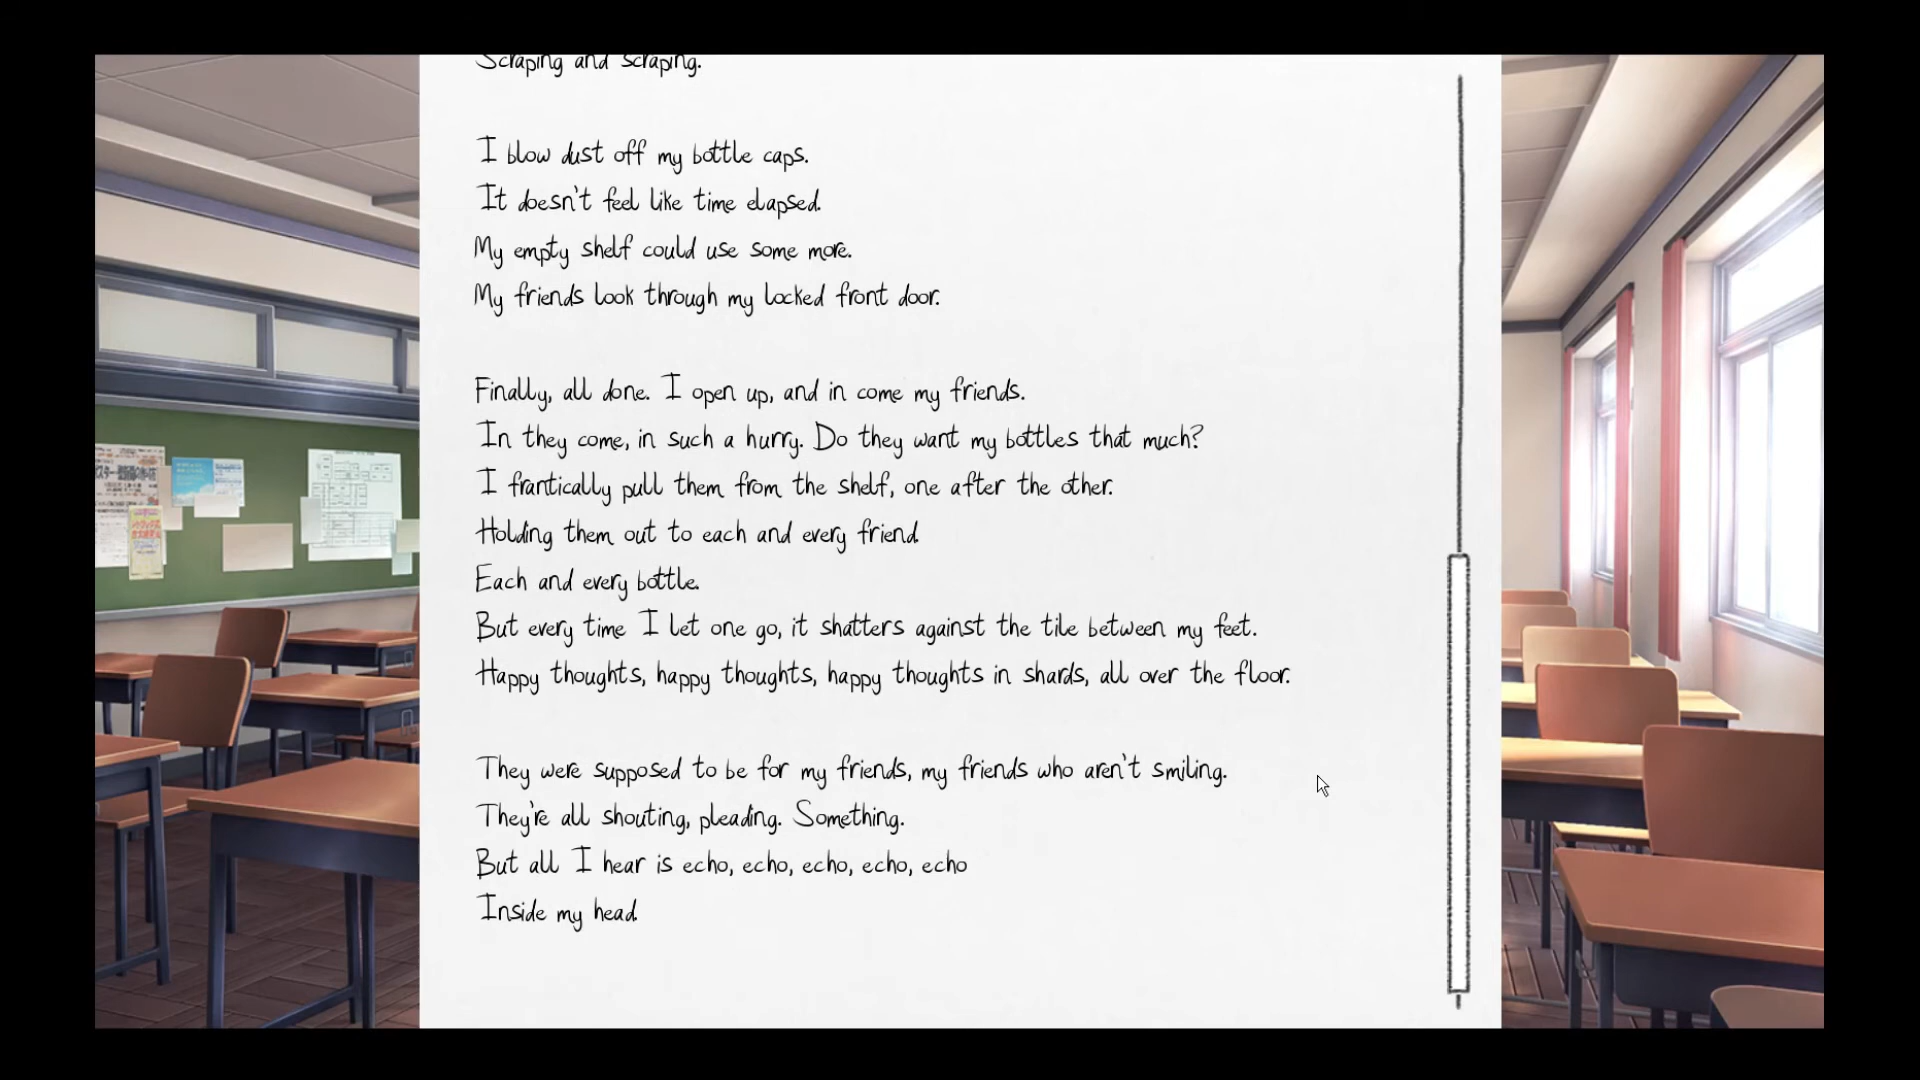 Scraping and scraping.
I blow dust off my bottle caps.
It doesn't feel like time elapsed.
My empty shelf could use some more.
My friends look through my locked front door.
Finally, all done. I open up, and in come my friends.
In they come, in such a hurry. Do they want my bottles that much?
I frantically pull them from the shelf, one after the other.
Holding them out to each and every friend.
Each and every bottle.
But every time I let one go, it shatters against the tile between my feet.
Happy thoughts, happy thoughts, happy thoughts in shards, all over the floor.
They were supposed to be for my friends, my friends who aren't smiling.
They're all shouting, pleading. Something.
But all I hear is echo, echo, echo, echo, echo
Inside my head.